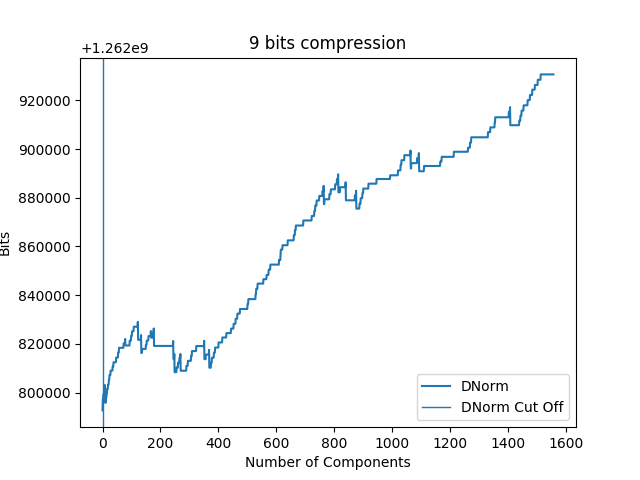 9 bits compression
+1.262e9
920000
900000
880000
860000
840000
820000
800000
Bits
DNorm
DNorm Cut Off
0 200 400 600 800 1000 1200 1400 1600
Number of Components